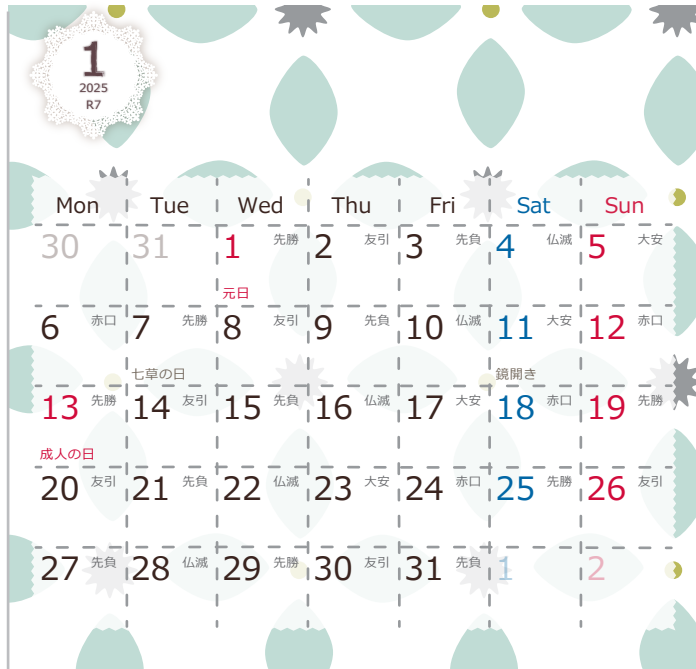 1
2025
R7
Mon Tue Wed Thu Fri Sat Sun
30 31 1 先勝 2 友引 3 先負 4 仏滅 5 大安
元日
6 赤口 7 先勝 8 友引 9 先負 10 仏滅 11 大安 12 赤口
七草の日 鏡開き
13 先勝 14 友引 15 先負 16 仏滅 17 大安 18 赤口 19 先勝
成人の日
20 友引 21 先負 22 仏滅 23 大安 24 赤口 25 先勝 26 友引
27 先負 28 仏滅 29 先勝 30 友引 31 先負 1 2